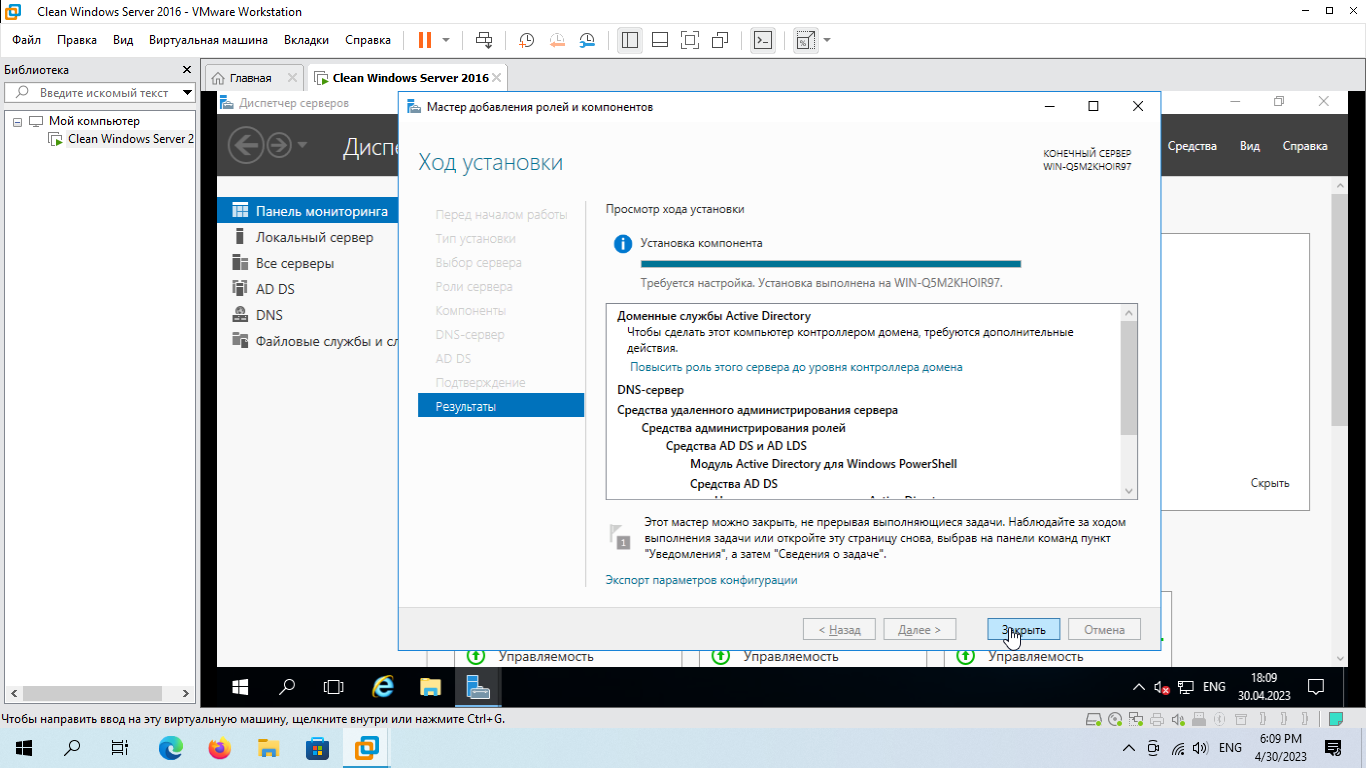 Clean Windows Server 2016 - VMware Workstation
Файл Правка Вид Виртуальная машина Вкладки Справка
Библиотека
Введите искомый текст
Мой компьютер
Clean Windows Server 2
Главная
Clean Windows Server 2016
Диспетчер серверов
Диспе
Средства Вид Справка
Панель мониторинга
Локальный сервер
Все серверы
AD DS
DNS
Файловые службы и сл
Мастер добавления ролей и компонентов
Ход установки
КОНЕЧНЫЙ СЕРВЕР
WIN-Q5M2KHOIR97
Перед началом работы
Тип установки
Выбор сервера
Роли сервера
Компоненты
DNS-сервер
AD DS
Подтверждение
Результаты
Просмотр хода установки
Установка компонента
Требуется настройка. Установка выполнена на WIN-Q5M2KHOIR97.
Доменные службы Active Directory
Чтобы сделать этот компьютер контроллером домена, требуются дополнительные
действия.
Повысить роль этого сервера до уровня контроллера домена
DNS-сервер
Средства удаленного администрирования сервера
Средства администрирования ролей
Средства AD DS и AD LDS
Модуль Active Directory для Windows PowerShell
Средства AD DS
1
Этот мастер можно закрыть, не прерывая выполняющиеся задачи. Наблюдайте за ходом
выполнения задачи или откройте эту страницу снова, выбрав на панели команд пункт
"Уведомления", а затем "Сведения о задаче".
Экспорт параметров конфигурации
< Назад Далее > Закрыть Отмена
Скрыть
Управляемость Управляемость Управляемость
ENG
18:09
30.04.2023
Чтобы направить ввод на эту виртуальную машину, щелкните внутри или нажмите Ctrl+G.
ENG
6:09 PM
4/30/2023